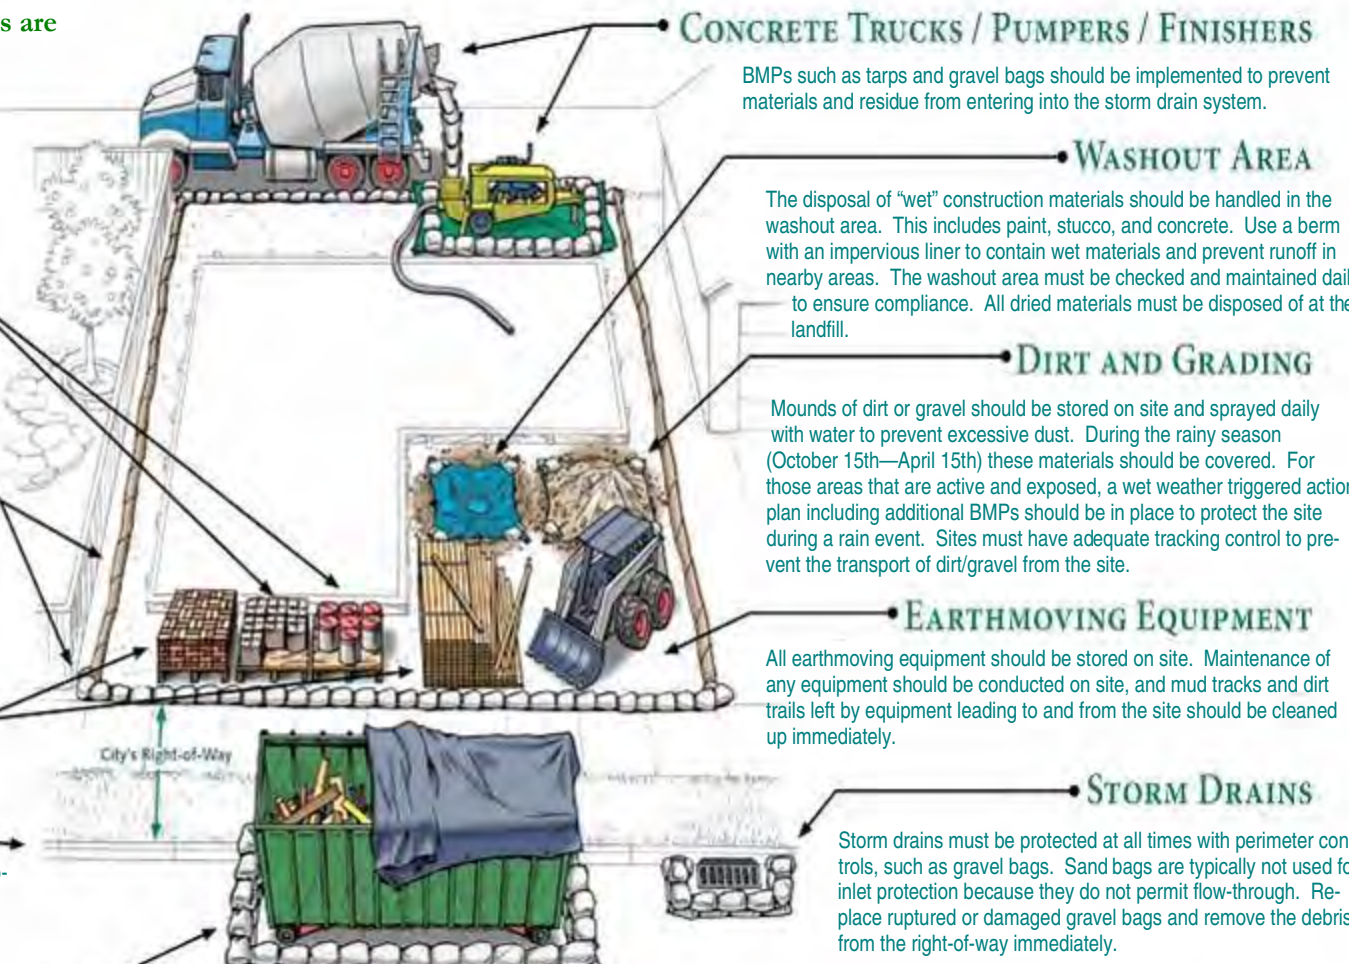 s are
CONCRETE TRUCKS / PUMPERS / FINISHERS
BMPs such as tarps and gravel bags should be implemented to prevent
materials and residue from entering into the storm drain system.
WASHOUT AREA
The disposal of “wet” construction materials should be handled in the
washout area. This includes paint, stucco, and concrete. Use a berm
with an impervious liner to contain wet materials and prevent runoff in
nearby areas. The washout area must be checked and maintained dail
to ensure compliance. All dried materials must be disposed of at the
landfill.
DIRT AND GRADING
Mounds of dirt or gravel should be stored on site and sprayed daily
with water to prevent excessive dust. During the rainy season
(October 15th—April 15th) these materials should be covered. For
those areas that are active and exposed, a wet weather triggered action
plan including additional BMPs should be in place to protect the site
during a rain event. Sites must have adequate tracking control to pre-
vent the transport of dirt/gravel from the site.
EARTHMOVING EQUIPMENT
All earthmoving equipment should be stored on site. Maintenance of
any equipment should be conducted on site, and mud tracks and dirt
trails left by equipment leading to and from the site should be cleaned
up immediately.
City's Right-of-Way
STORM DRAINS
Storm drains must be protected at all times with perimeter con
trols, such as gravel bags. Sand bags are typically not used fo
inlet protection because they do not permit flow-through. Re-
place ruptured or damaged gravel bags and remove the debris
from the right-of-way immediately.
-